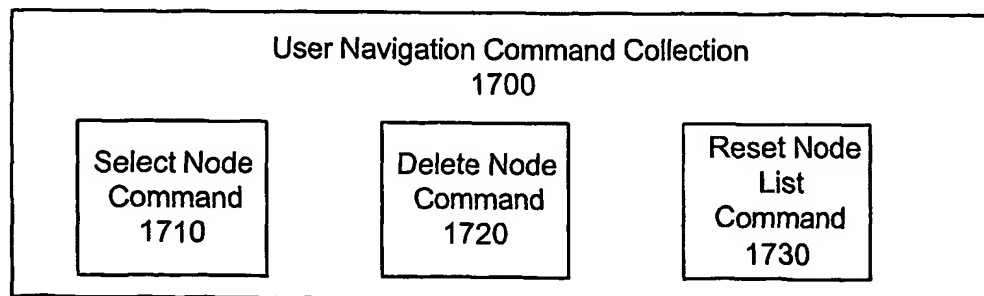 User Navigation Command Collection
1700
Select Node
Command
1710
Delete Node
Command
1720
Reset Node
List
Command
1730